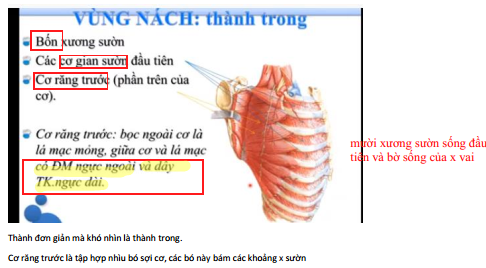 VÙNG NÁCH: thành trong
Bốn xương sườn
Các cơ gian sườn đầu tiên
Cơ răng trước (phần trên của
cơ).
Cơ răng trước: bọc ngoài cơ là
lá mạc mỏng, giữa cơ và lá mạc
có ĐM ngực ngoài và dây
TK.ngực dài.
mười xương sườn sống đầu
tiên và bờ sống của x vai
Thành đơn giản mà khó nhìn là thành trong.
Cơ răng trước là tập hợp nhìu bó sợi cơ, các bó này bám các khoảng x sườn